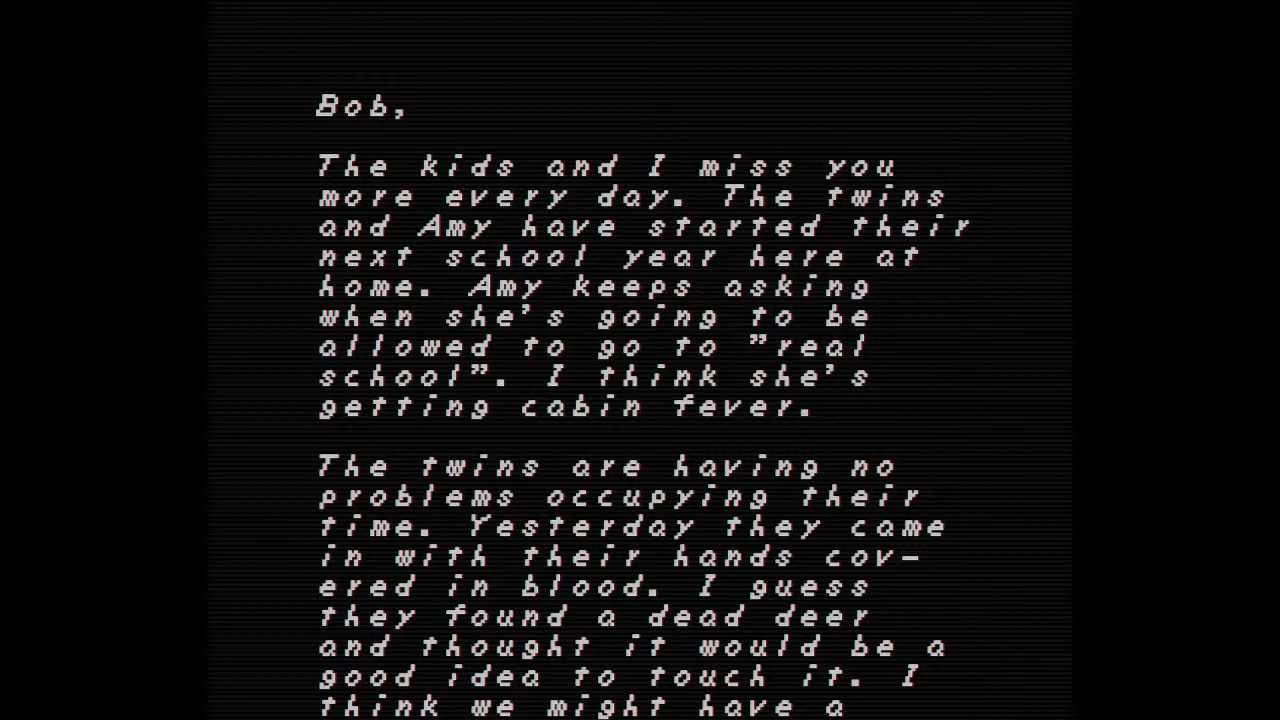 Bob,
The kids and I miss you
more every day. The twins
and Amy have started their
next school year here at
home. Amy keeps asking
when she's going to be
allowed to go to "real
school". I think she's
getting cabin fever.
The twins are having no
problems occupying their
time. Yesterday they came
in with their hands cov-
ered in blood. I guess
they found a dead deer
and thought it would be a
good idea to touch it. I
think we might have a